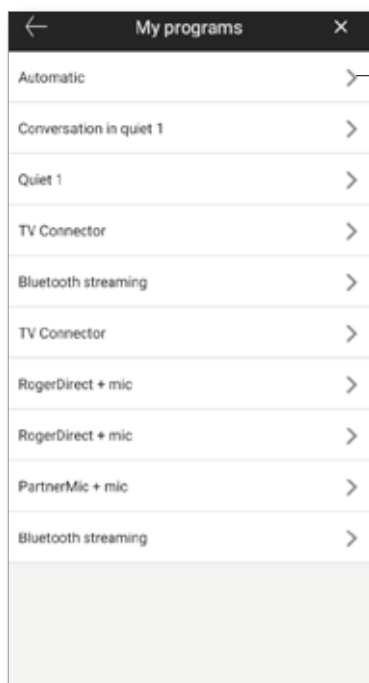 My programs
Automatic
Conversation in quiet 1
Quiet 1
TV Connector
Bluetooth streaming
TV Connector
RogerDirect + mic
RogerDirect + mic
PartnerMic + mic
Bluetooth streaming